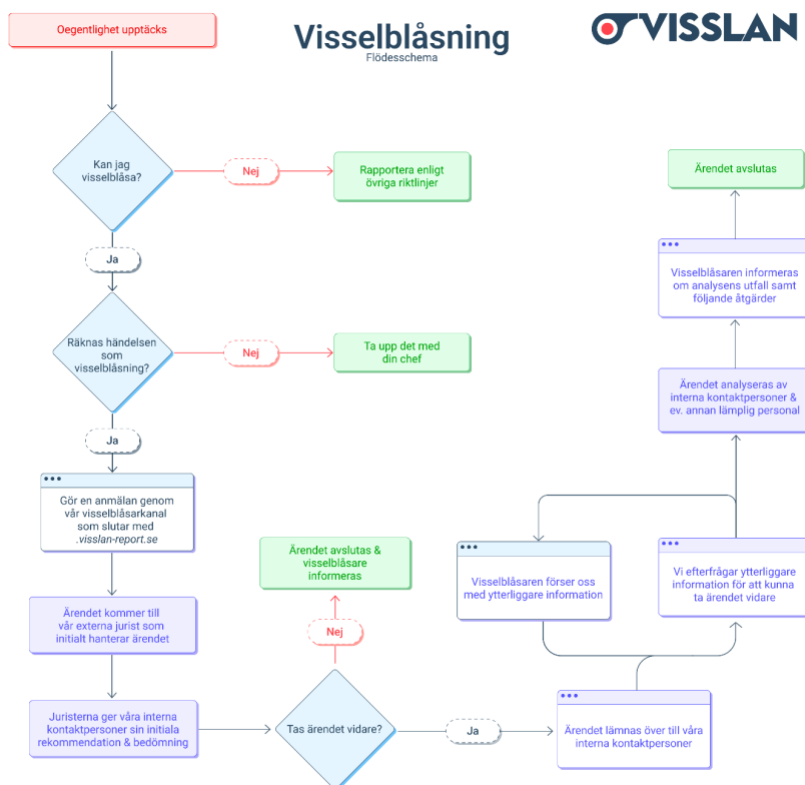 Visselblåsning
Flödesschema
VISSLAN
Oegentlighet upptäcks
Kan jag
visselblåsa?
Nej
Rapportera enligt
övriga riktlinjer
Ja
Räknas händelsen
som
visselblåsning?
Nej
Ta upp det med
din chef
Ja
Gör en anmälan genom
vår visselblåsarkanal
som slutar med
.visslan-report.se
Ärendet kommer till
vår externa jurist som
initialt hanterar ärendet
Juristerna ger våra interna
kontaktpersoner sin initiala
rekommendation & bedömning
Tas ärendet vidare?
Nej
Ärendet avslutas &
visselblåsare
informeras
Ja
Ärendet lämnas över till våra
interna kontaktpersoner
Visselblåsaren förser oss
med ytterliggare information
Vi efterfrågar ytterliggare
information för att kunna
ta ärendet vidare
Ärendet analyseras av
interna kontaktpersoner &
ev. annan lämplig personal
Visselblåsaren informeras
om analysens utfall samt
följande åtgärder
Ärendet avslutas